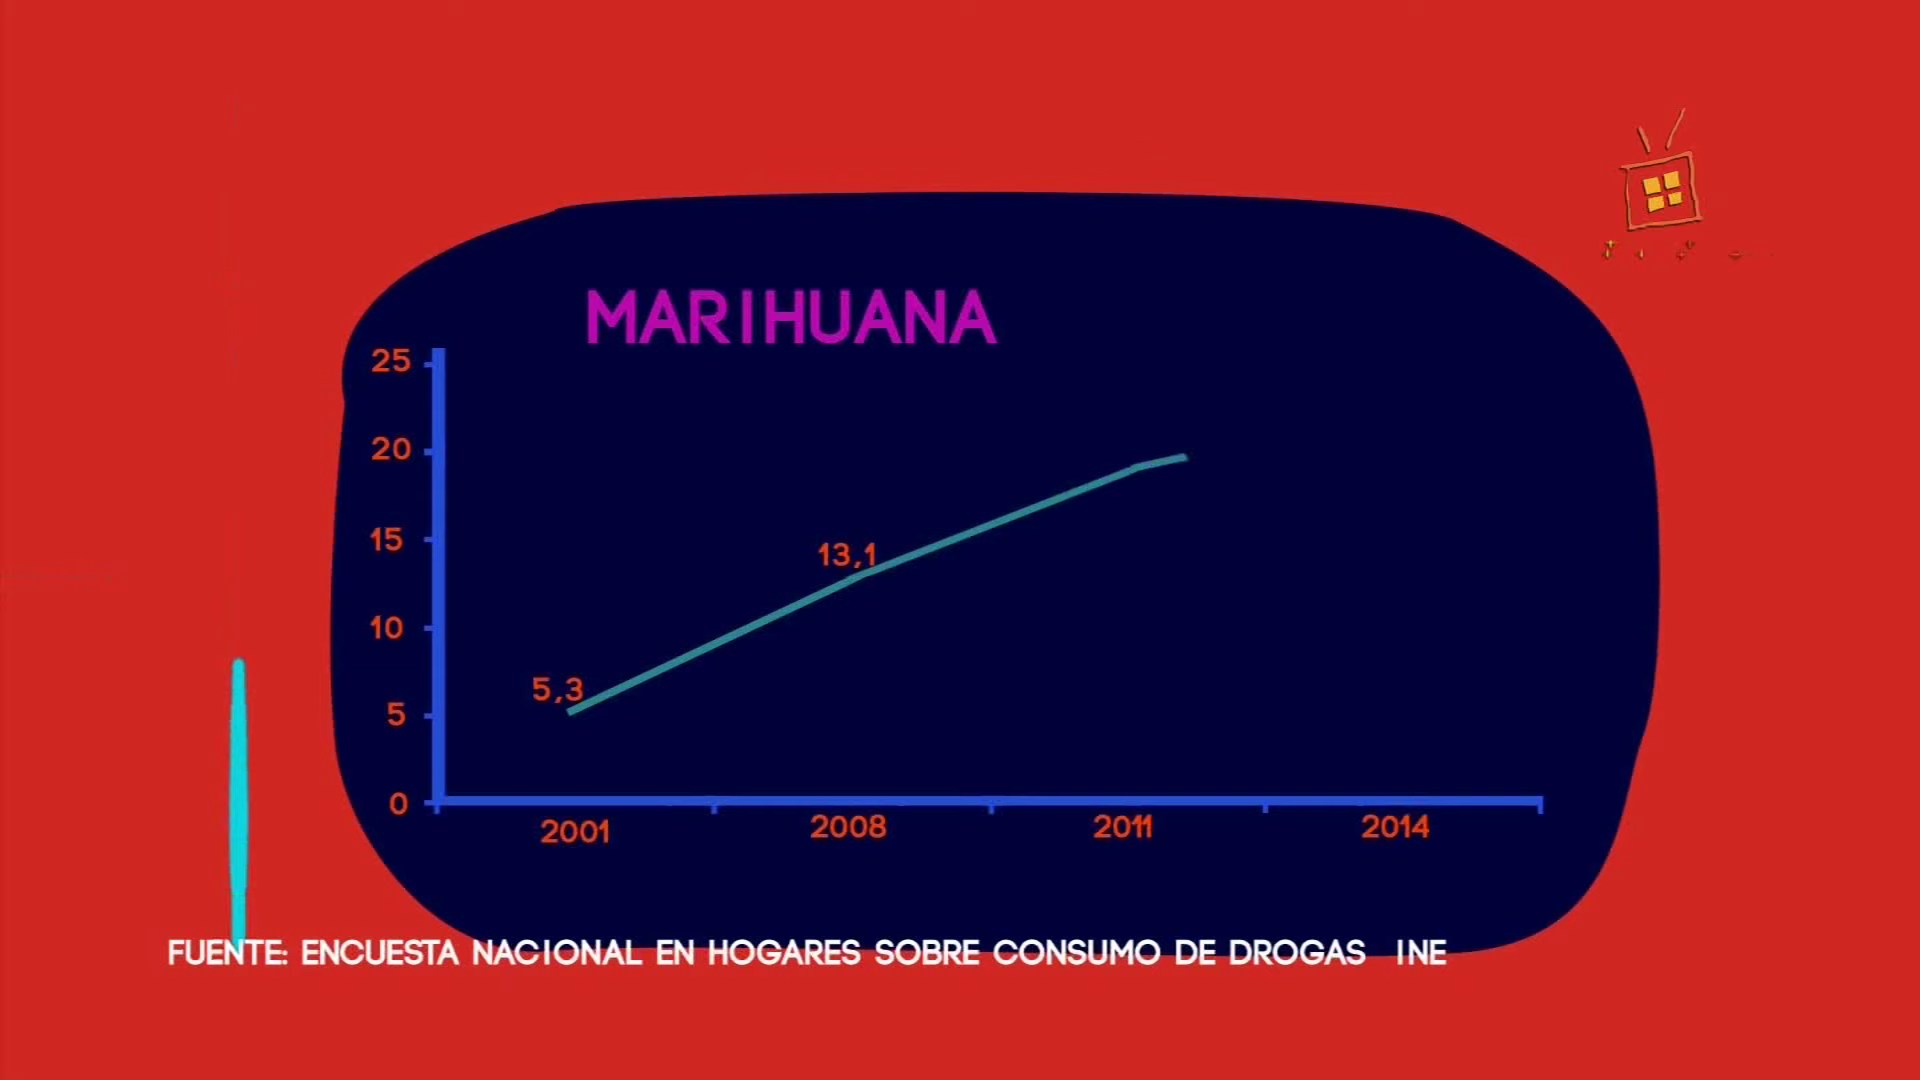 MARIHUANA
25
20
15
13,1
10
5,3
5
0
2001 2008 2011 2014
FUENTE: ENCUESTA NACIONAL EN HOGARES SOBRE CONSUMO DE DROGAS INE